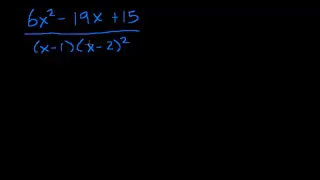 6x² - 19x + 15
(x-1)(x-2)²